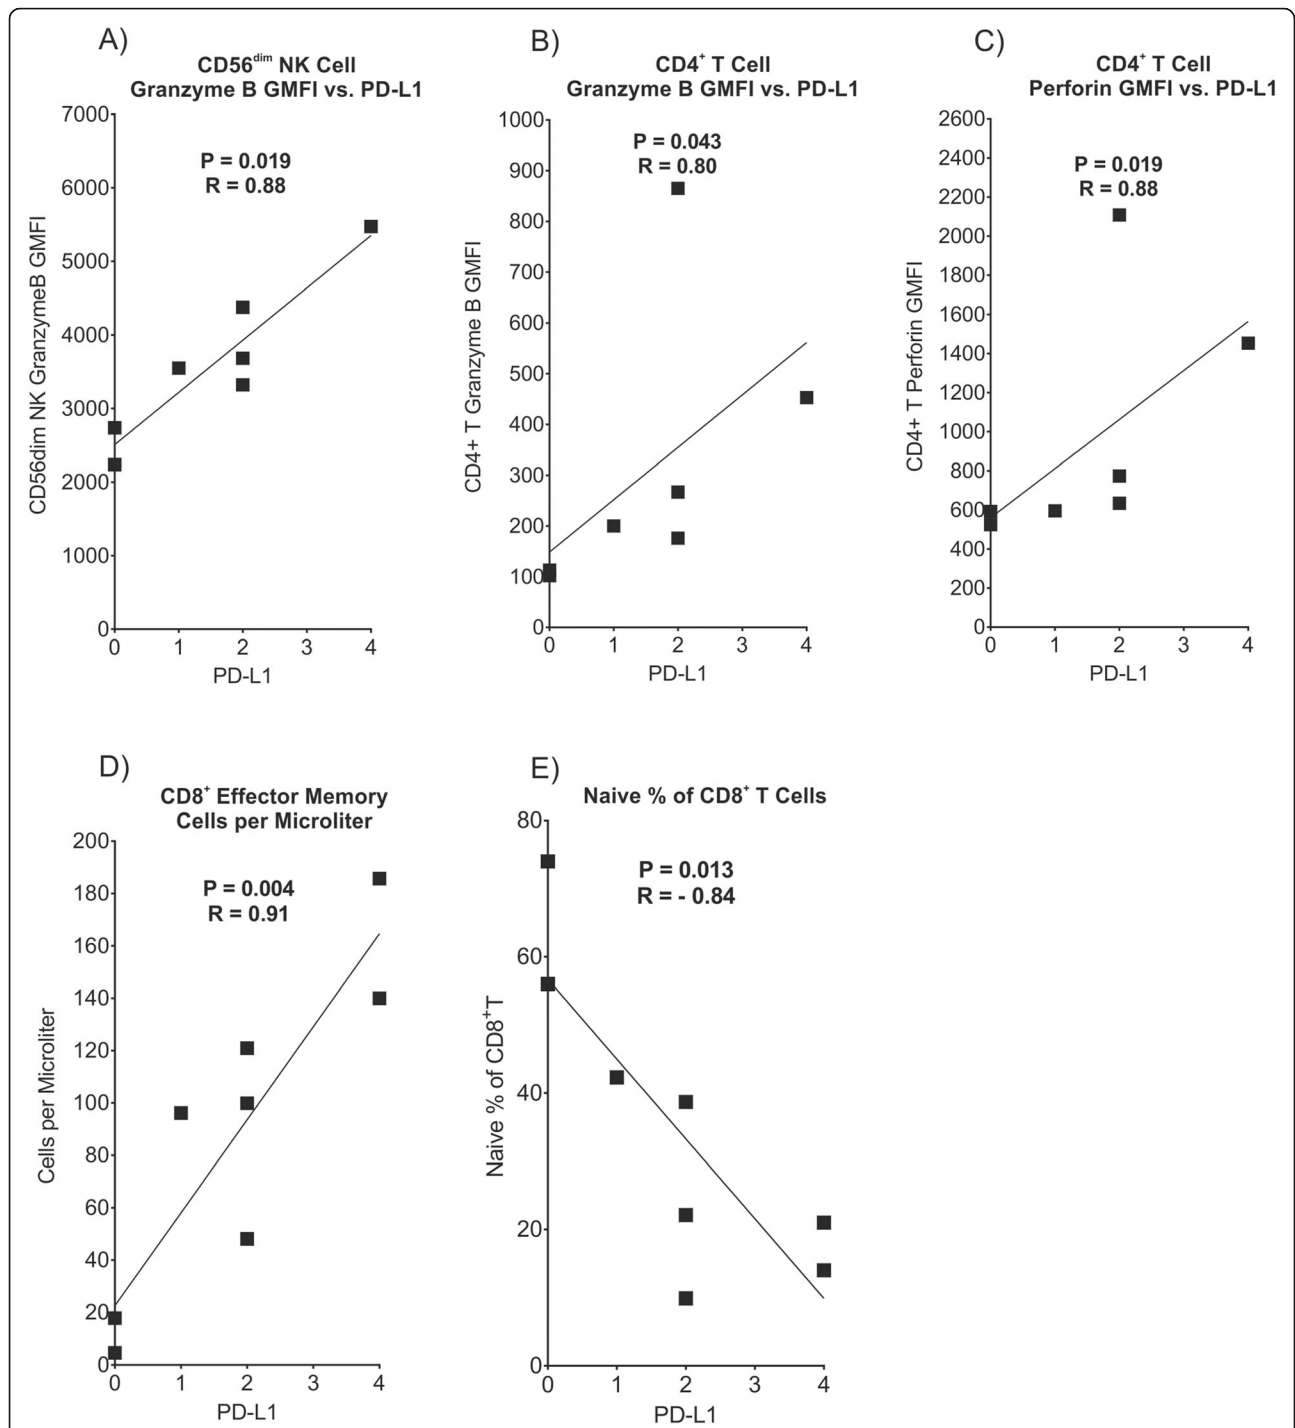 A)
CD56dim NK Cell
Granzyme B GMFI vs. PD-L1
7000
6000
5000
4000
3000
2000
1000
0
P = 0.019
R = 0.88
CD56dim NK GranzymeB GMFI
0 1 2 3 4
PD-L1
B)
CD4+ T Cell
Granzyme B GMFI vs. PD-L1
1000
900
800
700
600
500
400
300
200
100
0
P = 0.043
R = 0.80
CD4+ T Granzyme B GMFI
0 1 2 3 4
PD-L1
C)
CD4+ T Cell
Perforin GMFI vs. PD-L1
2600
2400
2200
2000
1800
1600
1400
1200
1000
800
600
400
200
0
P = 0.019
R = 0.88
CD4+ T Perforin GMFI
0 1 2 3 4
PD-L1
D)
CD8+ Effector Memory
Cells per Microliter
200
180
160
140
120
100
80
60
40
20
0
P = 0.004
R = 0.91
Cells per Microliter
0 1 2 3 4
PD-L1
E)
Naive % of CD8+ T Cells
80
60
40
20
0
P = 0.013
R = - 0.84
Naive % of CD8+T
0 1 2 3 4
PD-L1